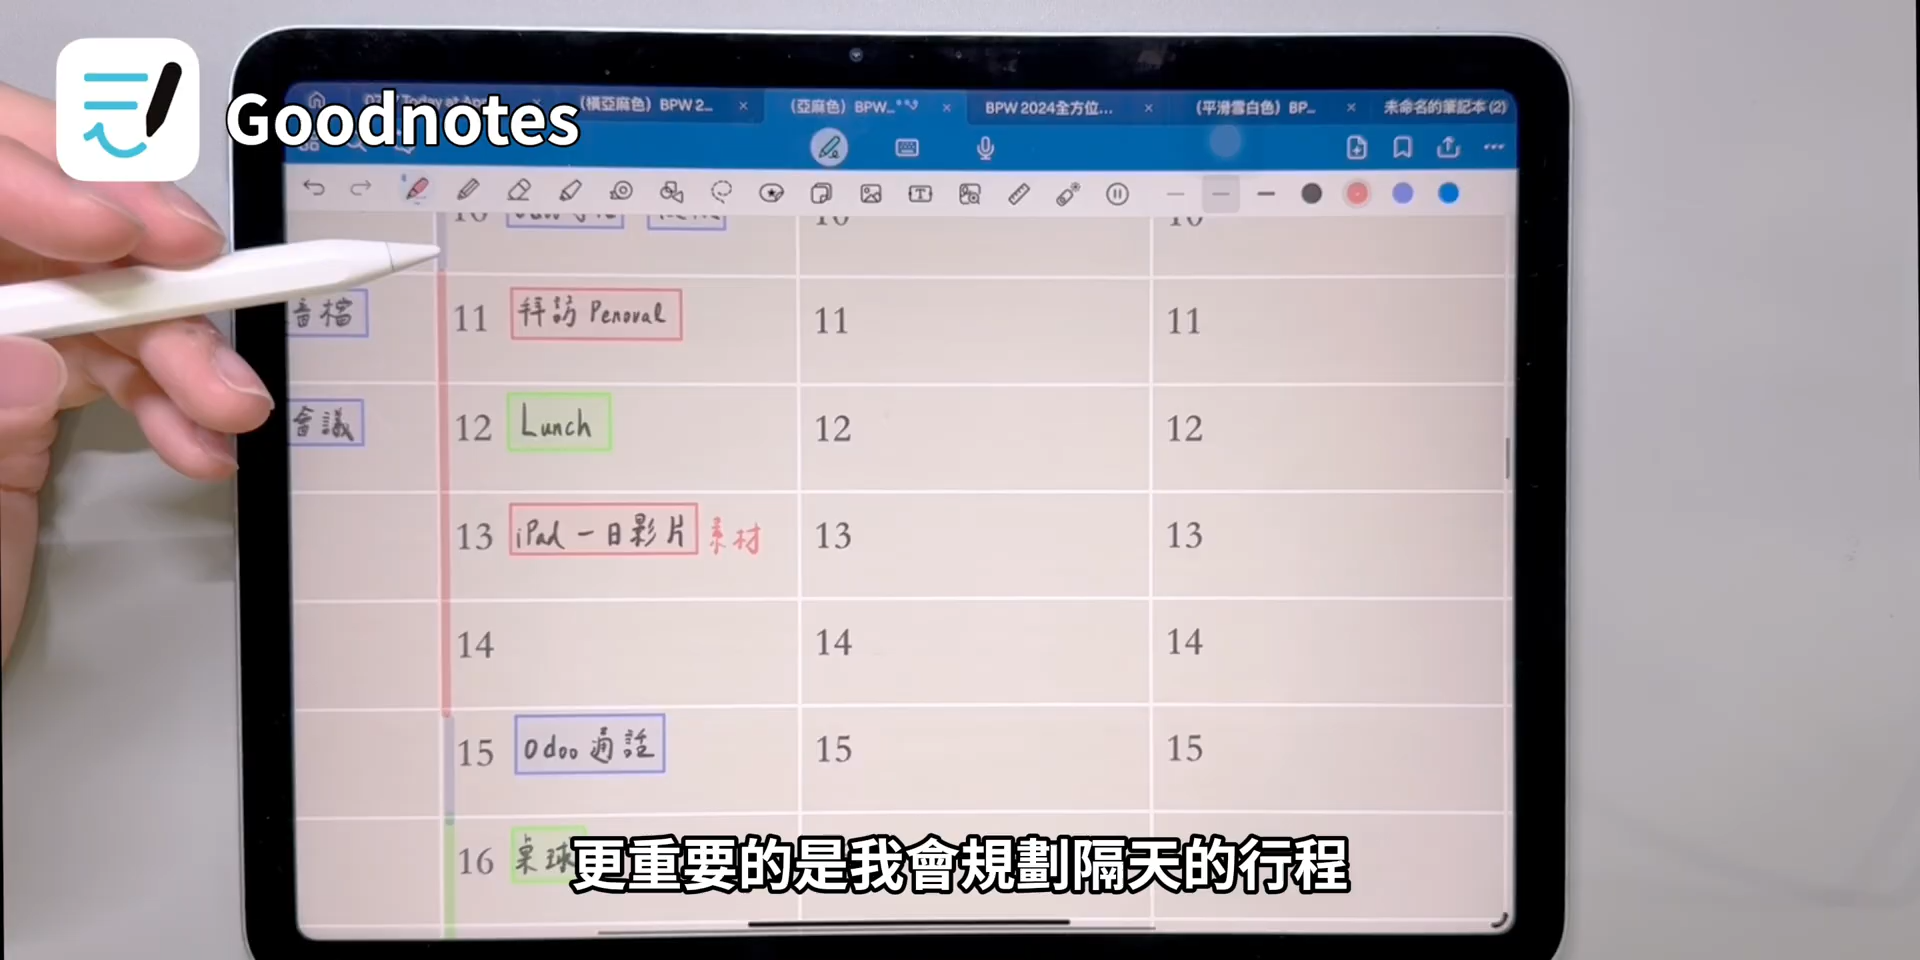 Goodnotes
(橫亞麻色) BPW 2...
(亞麻色) BPW...
BPW 2024全方位...
(平滑雪白色) BP...
未命名的筆記本 (2)
10 10 10
音檔
11 拜訪 Penoval 11 11
會議
12 Lunch 12 12
13 iPad 一日影片 素材 13 13
14 14 14
15 Odoo 通話 15 15
16 桌球
更重要的是我會規劃隔天的行程